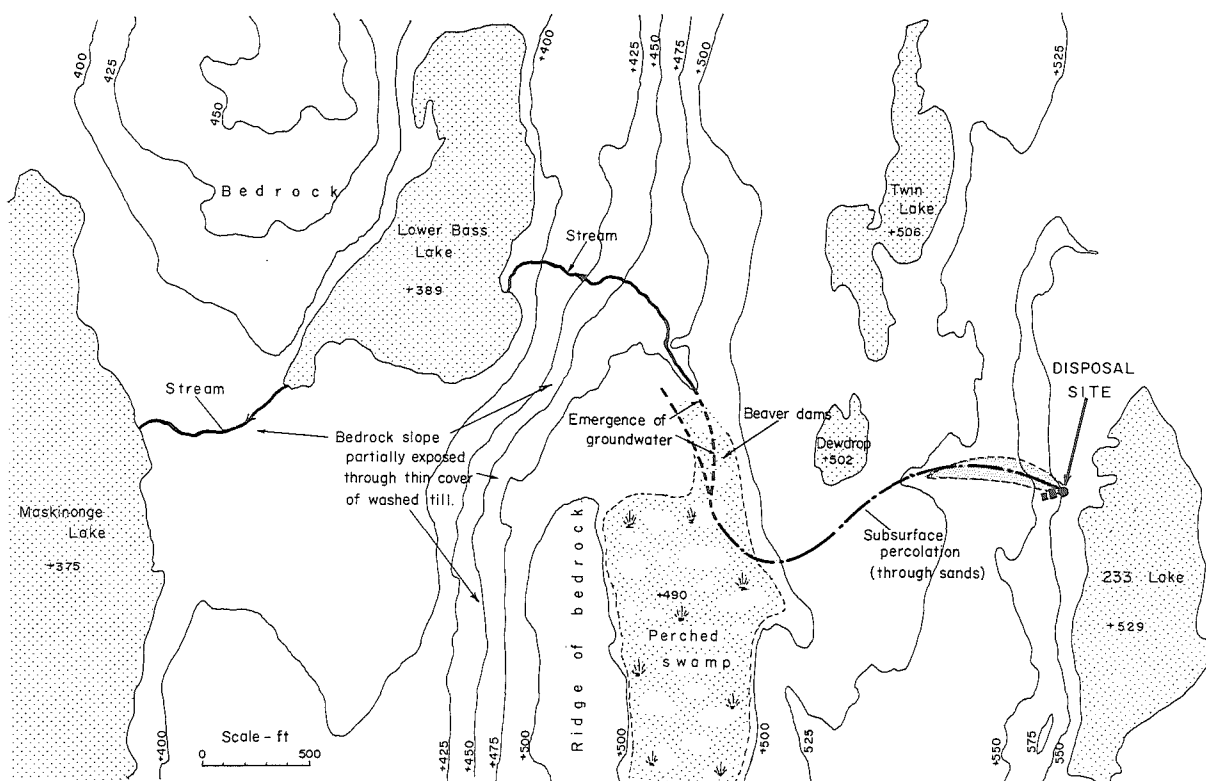 400
425
450
+400
+425
+450
+475
+500
+525
Bedrock
Lower Bass
Lake
+389
Stream
Twin
Lake
+506
DISPOSAL
SITE
Stream
Bedrock slope
partially exposed
through thin cover
of washed till.
Emergence of
groundwater
Beaver dams
Dewdrop
+502
Maskinonge
Lake
+375
Ridge of bedrock
Subsurface
percolation
(through sands)
233 Lake
+529
+490
Perched
swamp
Scale - ft
0 500
+400
+425
+450
+475
+500
+500
+500
525
+550
575
550